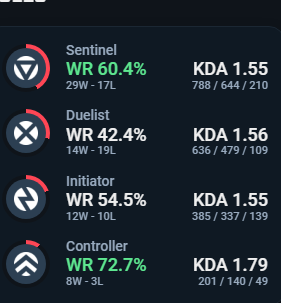 Sentinel
WR 60.4% KDA 1.55
29W - 17L 788 / 644 / 210
Duelist
WR 42.4% KDA 1.56
14W - 19L 636 / 479 / 109
Initiator
WR 54.5% KDA 1.55
12W - 10L 385 / 337 / 139
Controller
WR 72.7% KDA 1.79
8W - 3L 201 / 140 / 49